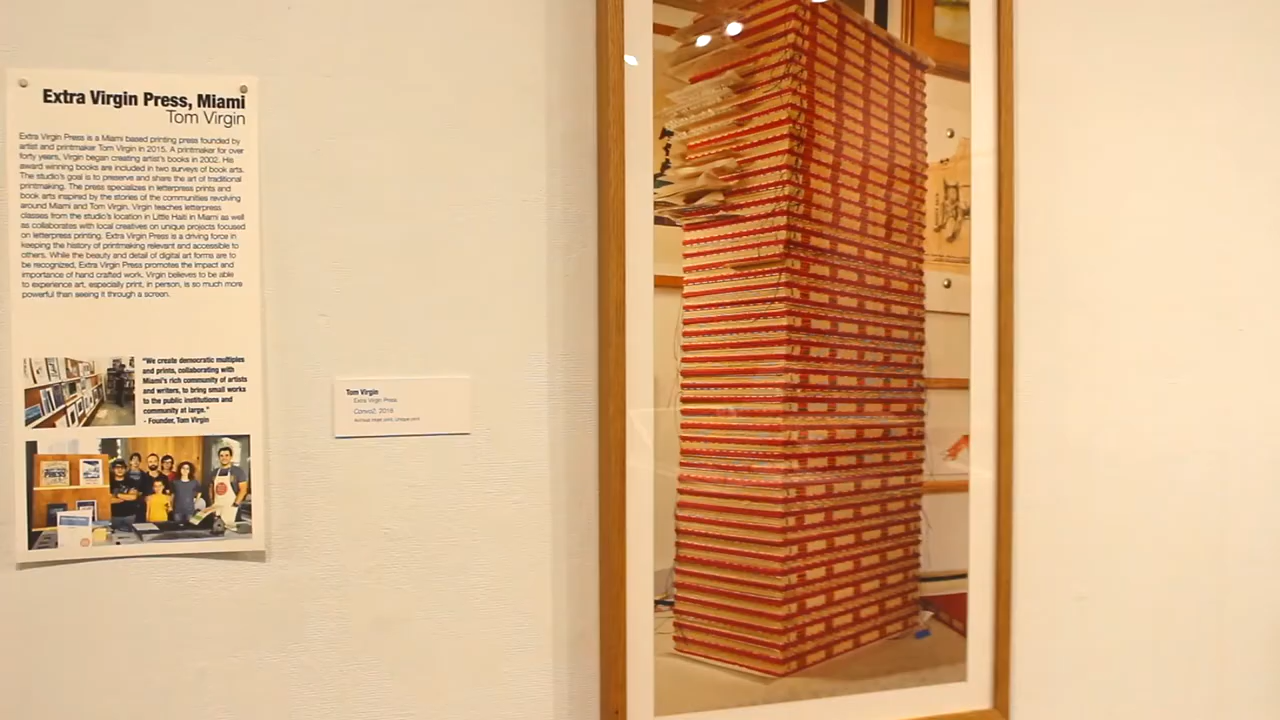 Extra Virgin Press, Miami
Tom Virgin
Extra Virgin Press is a Miami based printing press founded by
artist and printmaker Tom Virgin in 2015. A printmaker for over
forty years, Virgin began creating artist's books in 2002. His
award winning books are included in two surveys of book arts.
The studio's goal is to preserve and share the art of traditional
printmaking. The press specializes in letterpress prints and
book arts inspired by the stories of the communities revolving
around Miami and Tom Virgin. Virgin teaches letterpress
classes from the studio's location in Little Haiti in Miami as well
as collaborates with local creatives on unique projects focused
on letterpress printing. Extra Virgin Press is a driving force in
keeping the history of printmaking relevant and accessible to
others. While the beauty and detail of digital art forms are to
be recognized, Extra Virgin Press promotes the impact and
importance of hand crafted work. Virgin believes to be able
to experience art, especially print, in person, is so much more
powerful than seeing it through a screen.
"We create democratic multiples
and prints, collaborating with
Miami's rich community of artists
and writers, to bring small works
to the public institutions and
community at large."
- Founder, Tom Virgin
PRESS
Tom Virgin
Extra Virgin Press
2016